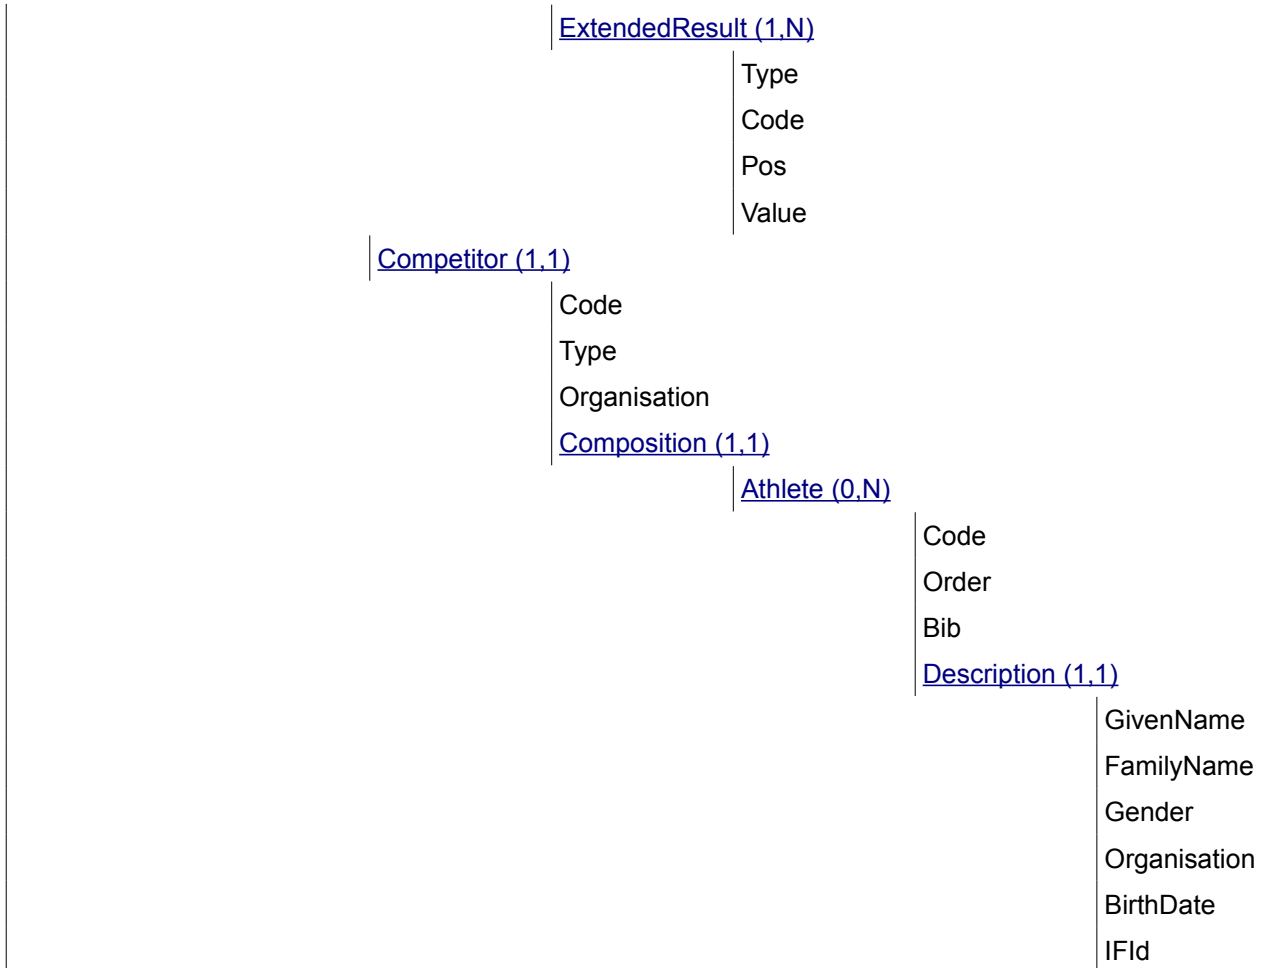 ExtendedResult (1,N)
Type
Code
Pos
Value
Competitor (1,1)
Code
Type
Organisation
Composition (1,1)
Athlete (0,N)
Code
Order
Bib
Description (1,1)
GivenName
FamilyName
Gender
Organisation
BirthDate
IFId